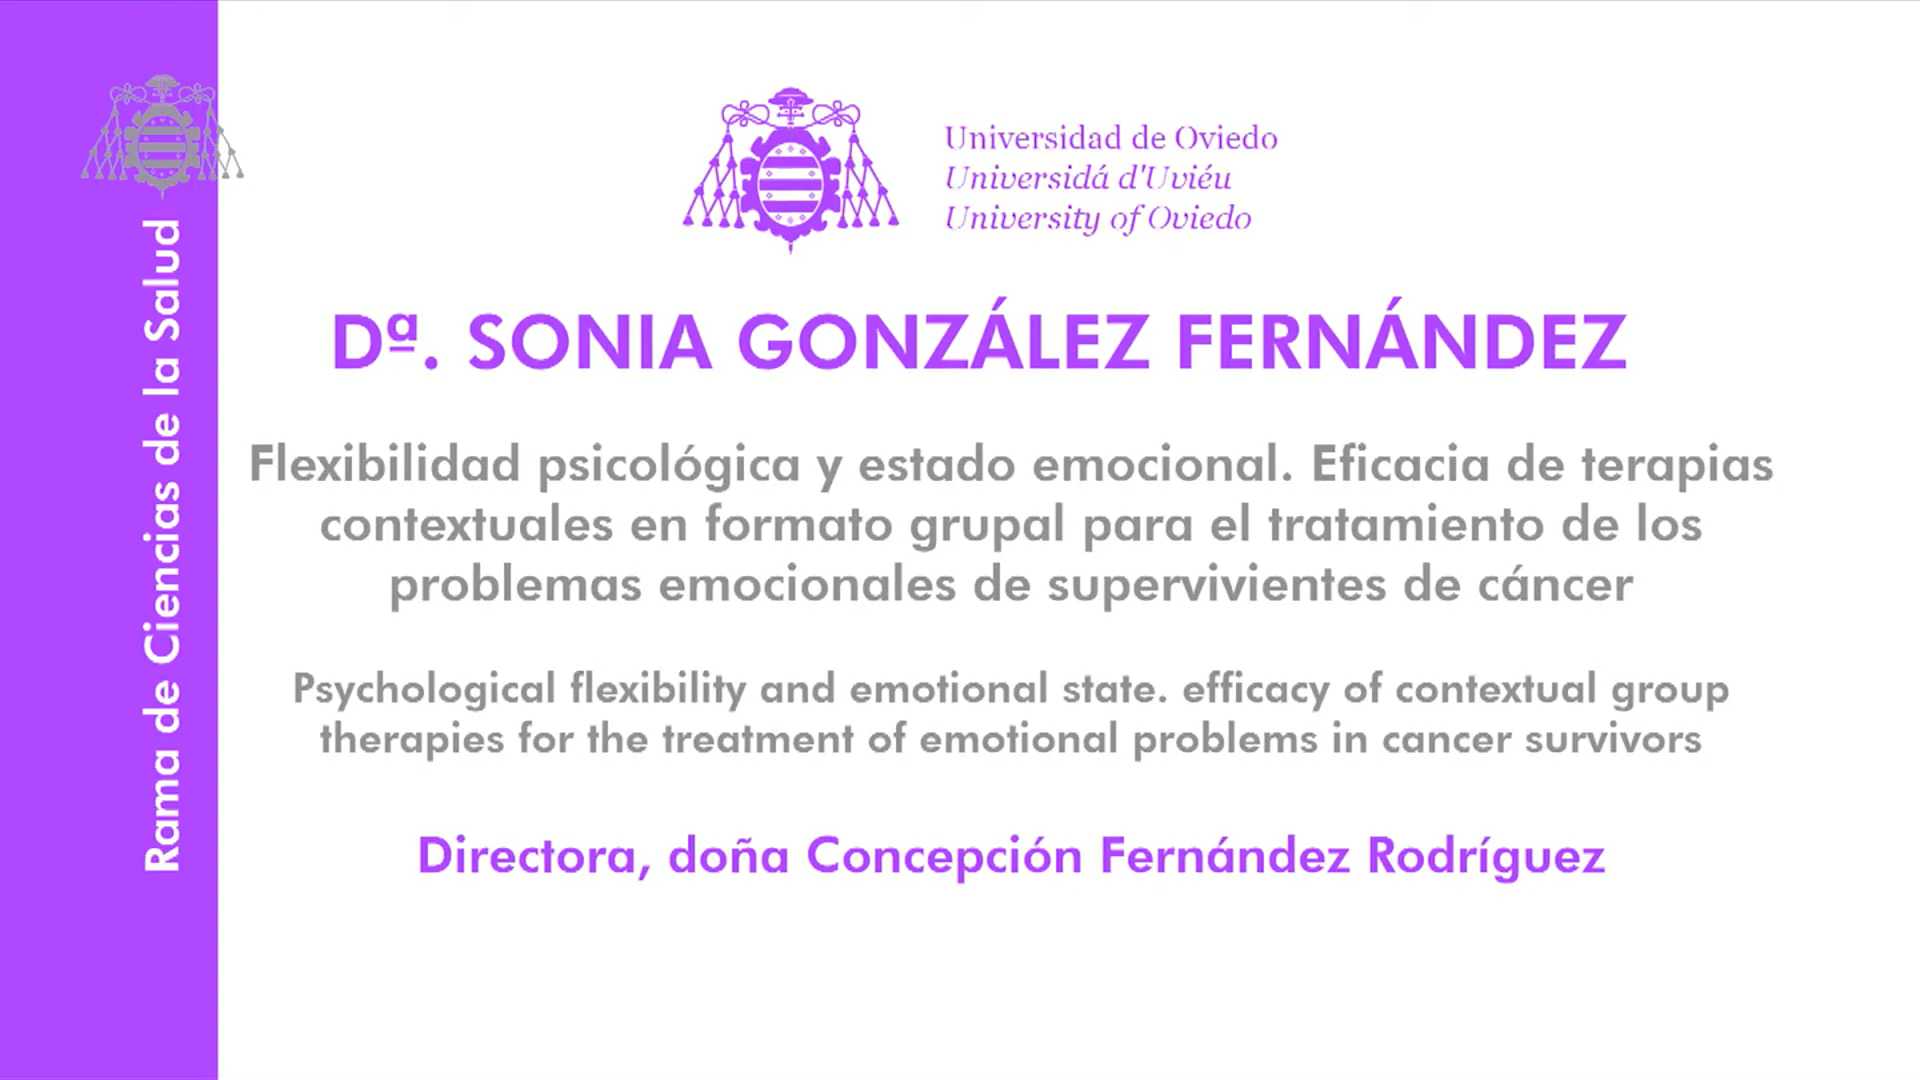 Rama de Ciencias de la Salud
Universidad de Oviedo
Universidá d'Uviéu
University of Oviedo
Dª. SONIA GONZÁLEZ FERNÁNDEZ
Flexibilidad psicológica y estado emocional. Eficacia de terapias
contextuales en formato grupal para el tratamiento de los
problemas emocionales de supervivientes de cáncer
Psychological flexibility and emotional state. efficacy of contextual group
therapies for the treatment of emotional problems in cancer survivors
Directora, doña Concepción Fernández Rodríguez